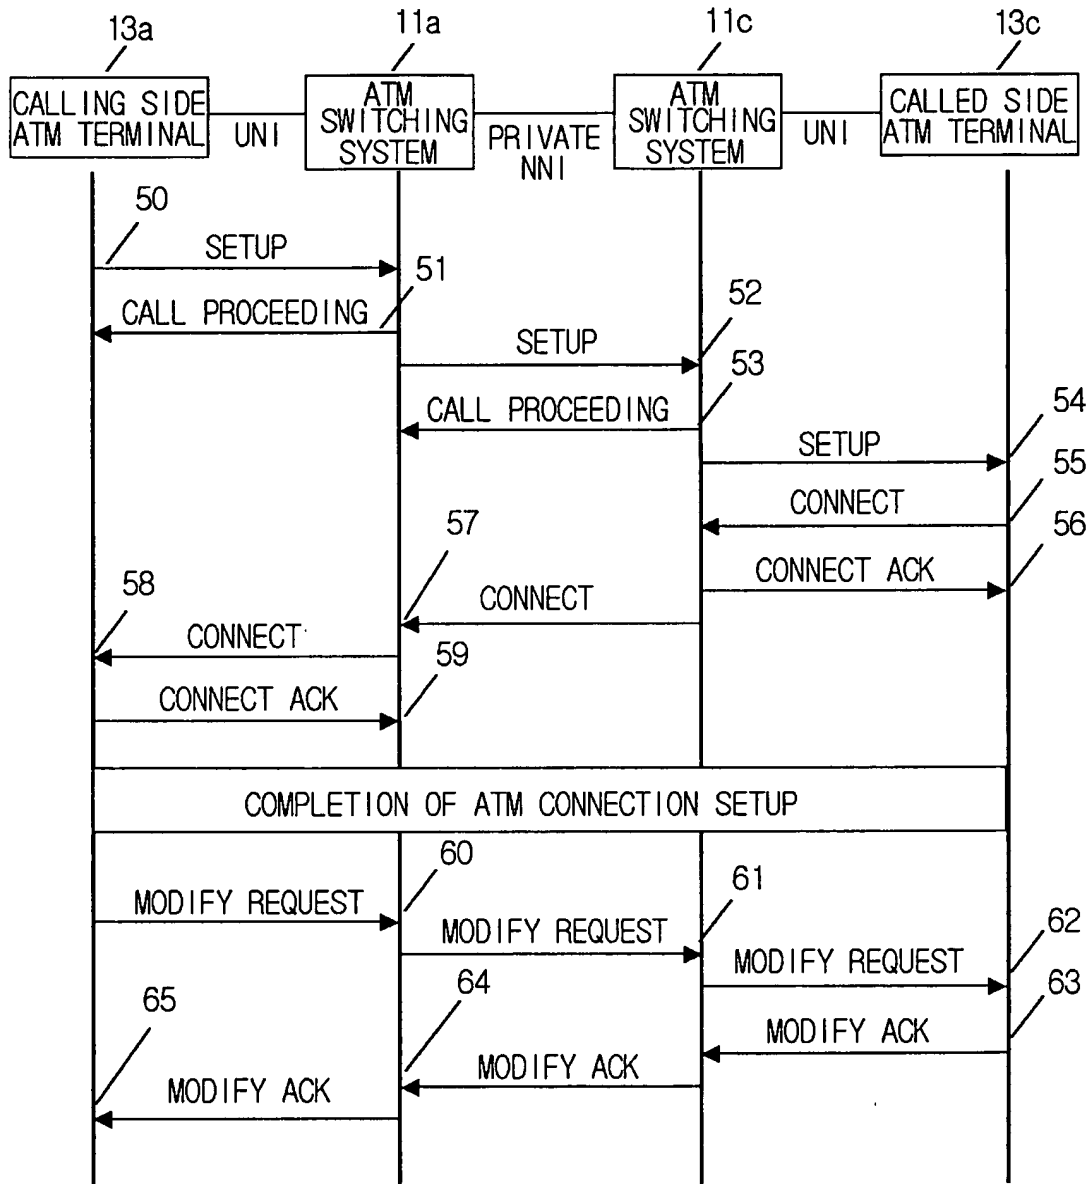 13a
11a
11c
13c
CALLING SIDE
ATM TERMINAL
UNI
ATM
SWITCHING
SYSTEM
PRIVATE
NNI
ATM
SWITCHING
SYSTEM
UNI
CALLED SIDE
ATM TERMINAL
50
SETUP
51
CALL PROCEEDING
52
SETUP
53
CALL PROCEEDING
54
SETUP
55
CONNECT
56
CONNECT ACK
57
CONNECT
58
CONNECT
59
CONNECT ACK
COMPLETION OF ATM CONNECTION SETUP
60
MODIFY REQUEST
61
MODIFY REQUEST
62
MODIFY REQUEST
63
MODIFY ACK
64
MODIFY ACK
65
MODIFY ACK